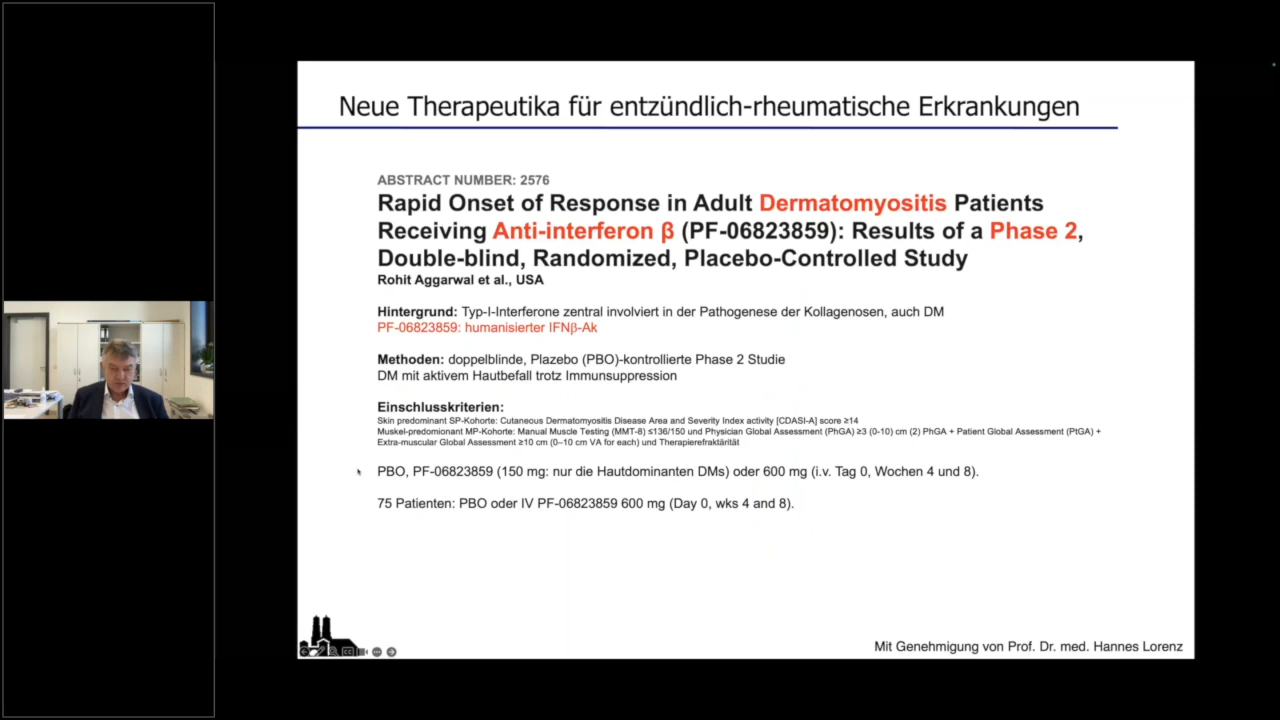 Neue Therapeutika für entzündlich-rheumatische Erkrankungen
ABSTRACT NUMBER: 2576
Rapid Onset of Response in Adult Dermatomyositis Patients
Receiving Anti-interferon β (PF-06823859): Results of a Phase 2,
Double-blind, Randomized, Placebo-Controlled Study
Rohit Aggarwal et al., USA
Hintergrund: Typ-I-Interferone zentral involviert in der Pathogenese der Kollagenosen, auch DM
PF-06823859: humanisierter IFNβ-Ak
Methoden: doppelblinde, Plazebo (PBO)-kontrollierte Phase 2 Studie
DM mit aktivem Hautbefall trotz Immunsuppression
Einschlusskriterien:
Skin predominant SP-Kohorte: Cutaneous Dermatomyositis Disease Area and Severity Index activity [CDASI-A] score ≥14
Muskel-predomionant MP-Kohorte: Manual Muscle Testing (MMT-8) ≤136/150 und Physician Global Assessment (PhGA) ≥3 (0-10) cm (2) PhGA + Patient Global Assessment (PtGA) +
Extra-muscular Global Assessment ≥10 cm (0–10 cm VA for each) und Therapierefraktärität
PBO, PF-06823859 (150 mg: nur die Hautdominanten DMs) oder 600 mg (i.v. Tag 0, Wochen 4 und 8).
75 Patienten: PBO oder IV PF-06823859 600 mg (Day 0, wks 4 and 8).
Mit Genehmigung von Prof. Dr. med. Hannes Lorenz